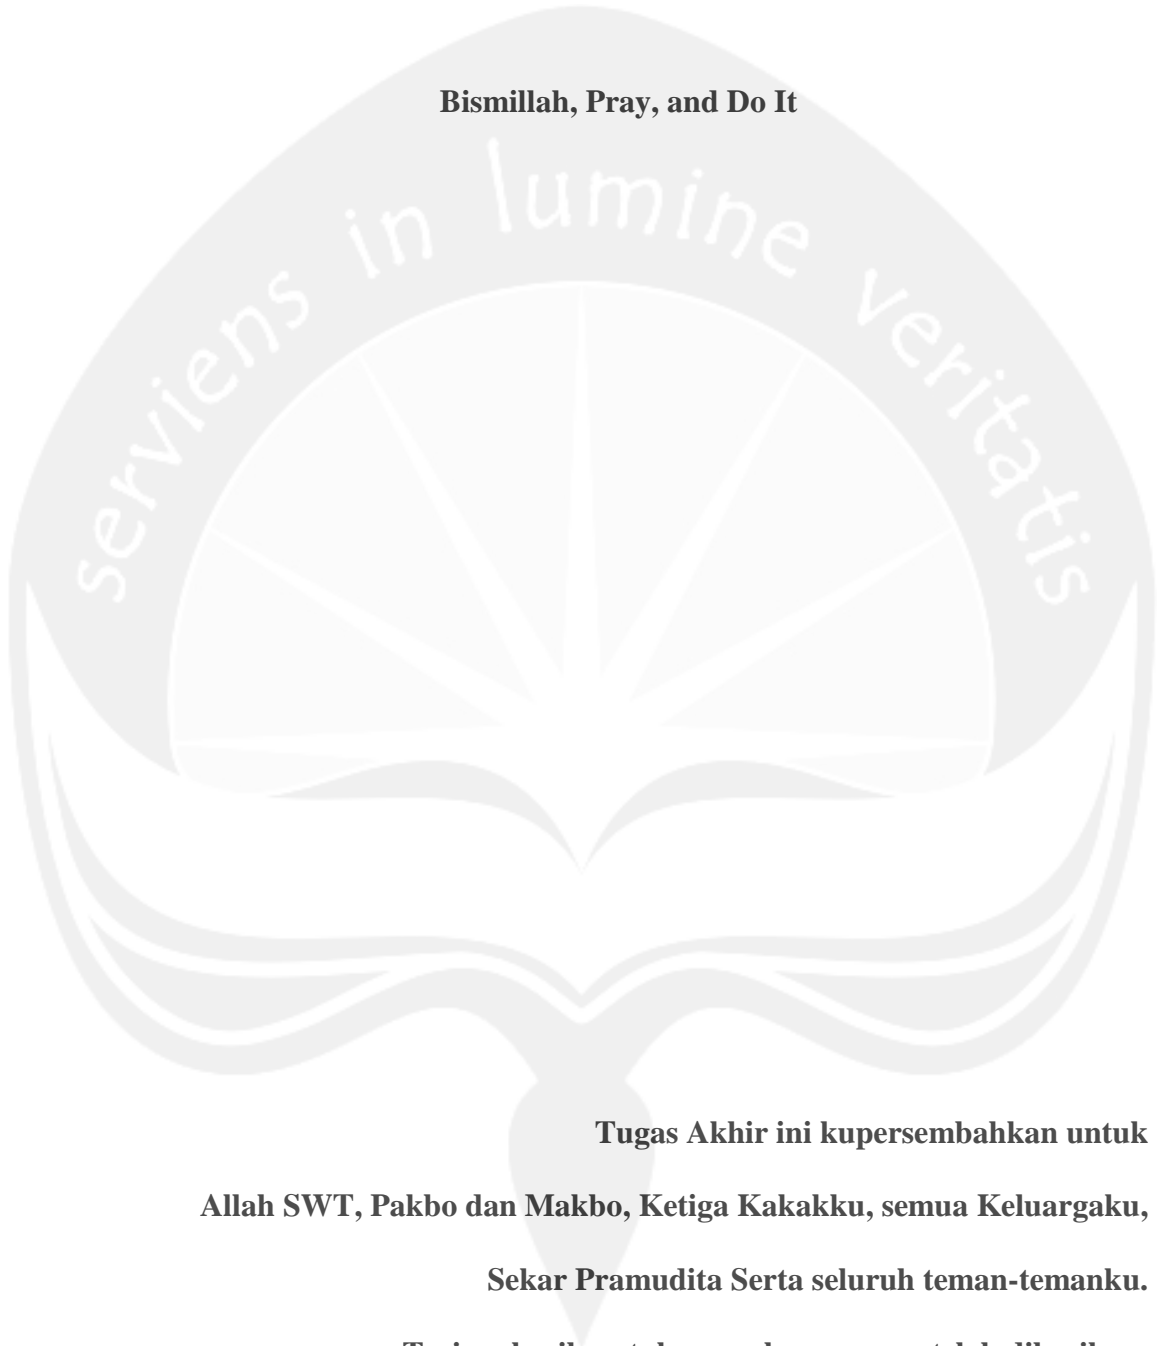 Bismillah, Pray, and Do It
serviens in lumine veritatis
Tugas Akhir ini kupersembahkan untuk
Allah SWT, Pakbo dan Makbo, Ketiga Kakakku, semua Keluargaku,
Sekar Pramudita Serta seluruh teman-temanku.